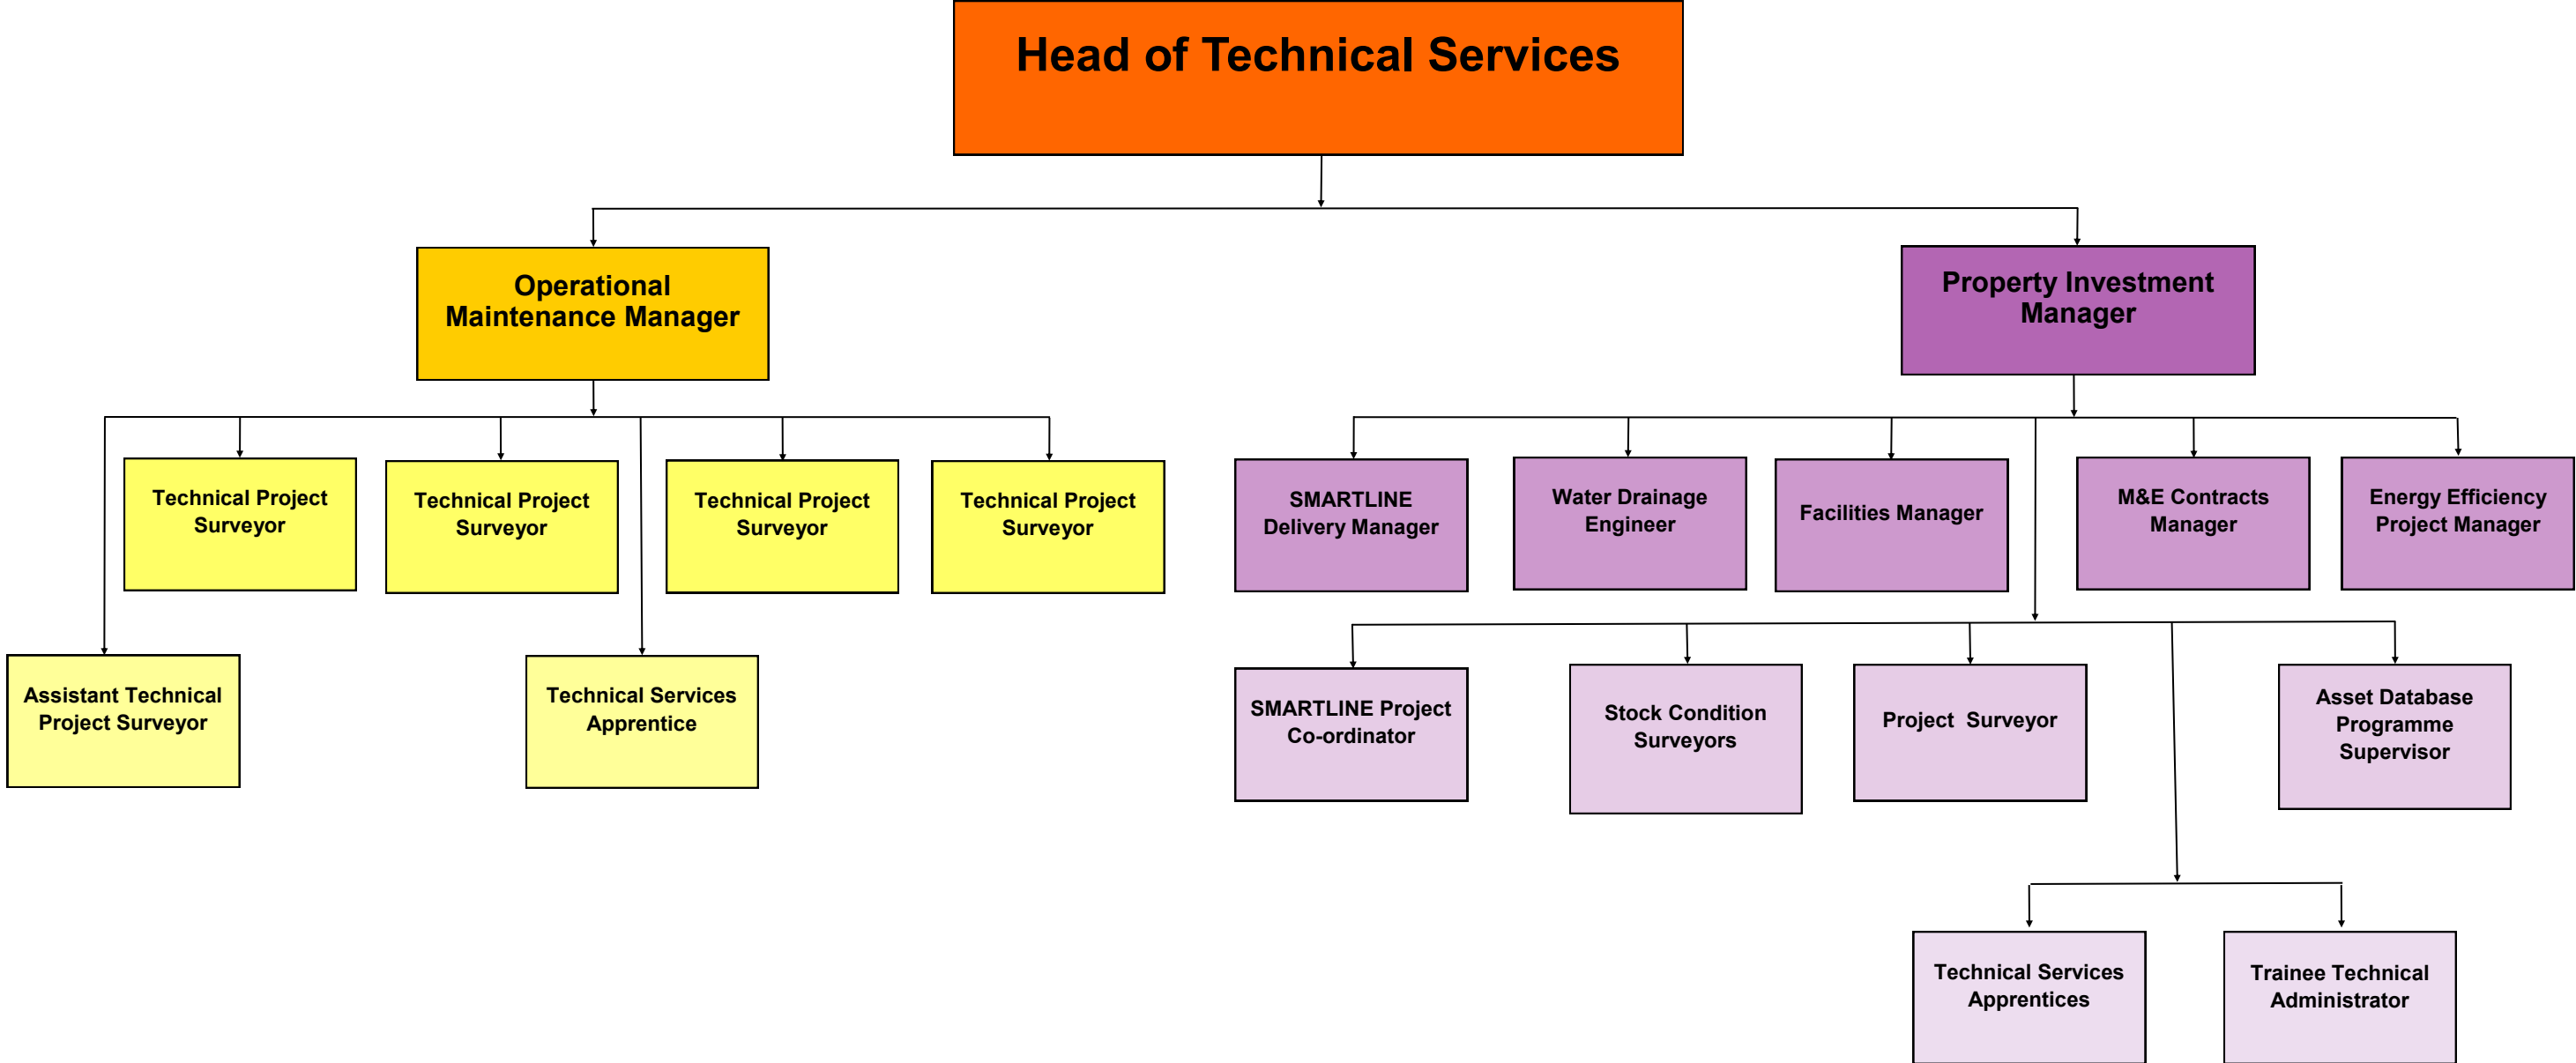 Head of Technical Services
Operational
Maintenance Manager
Property Investment
Manager
Technical Project
Surveyor
Technical Project
Surveyor
Technical Project
Surveyor
Technical Project
Surveyor
SMARTLINE
Delivery Manager
Water Drainage
Engineer
Facilities Manager
M&E Contracts
Manager
Energy Efficiency
Project Manager
Assistant Technical
Project Surveyor
Technical Services
Apprentice
SMARTLINE Project
Co-ordinator
Stock Condition
Surveyors
Project  Surveyor
Asset Database
Programme
Supervisor
Technical Services
Apprentices
Trainee Technical
Administrator